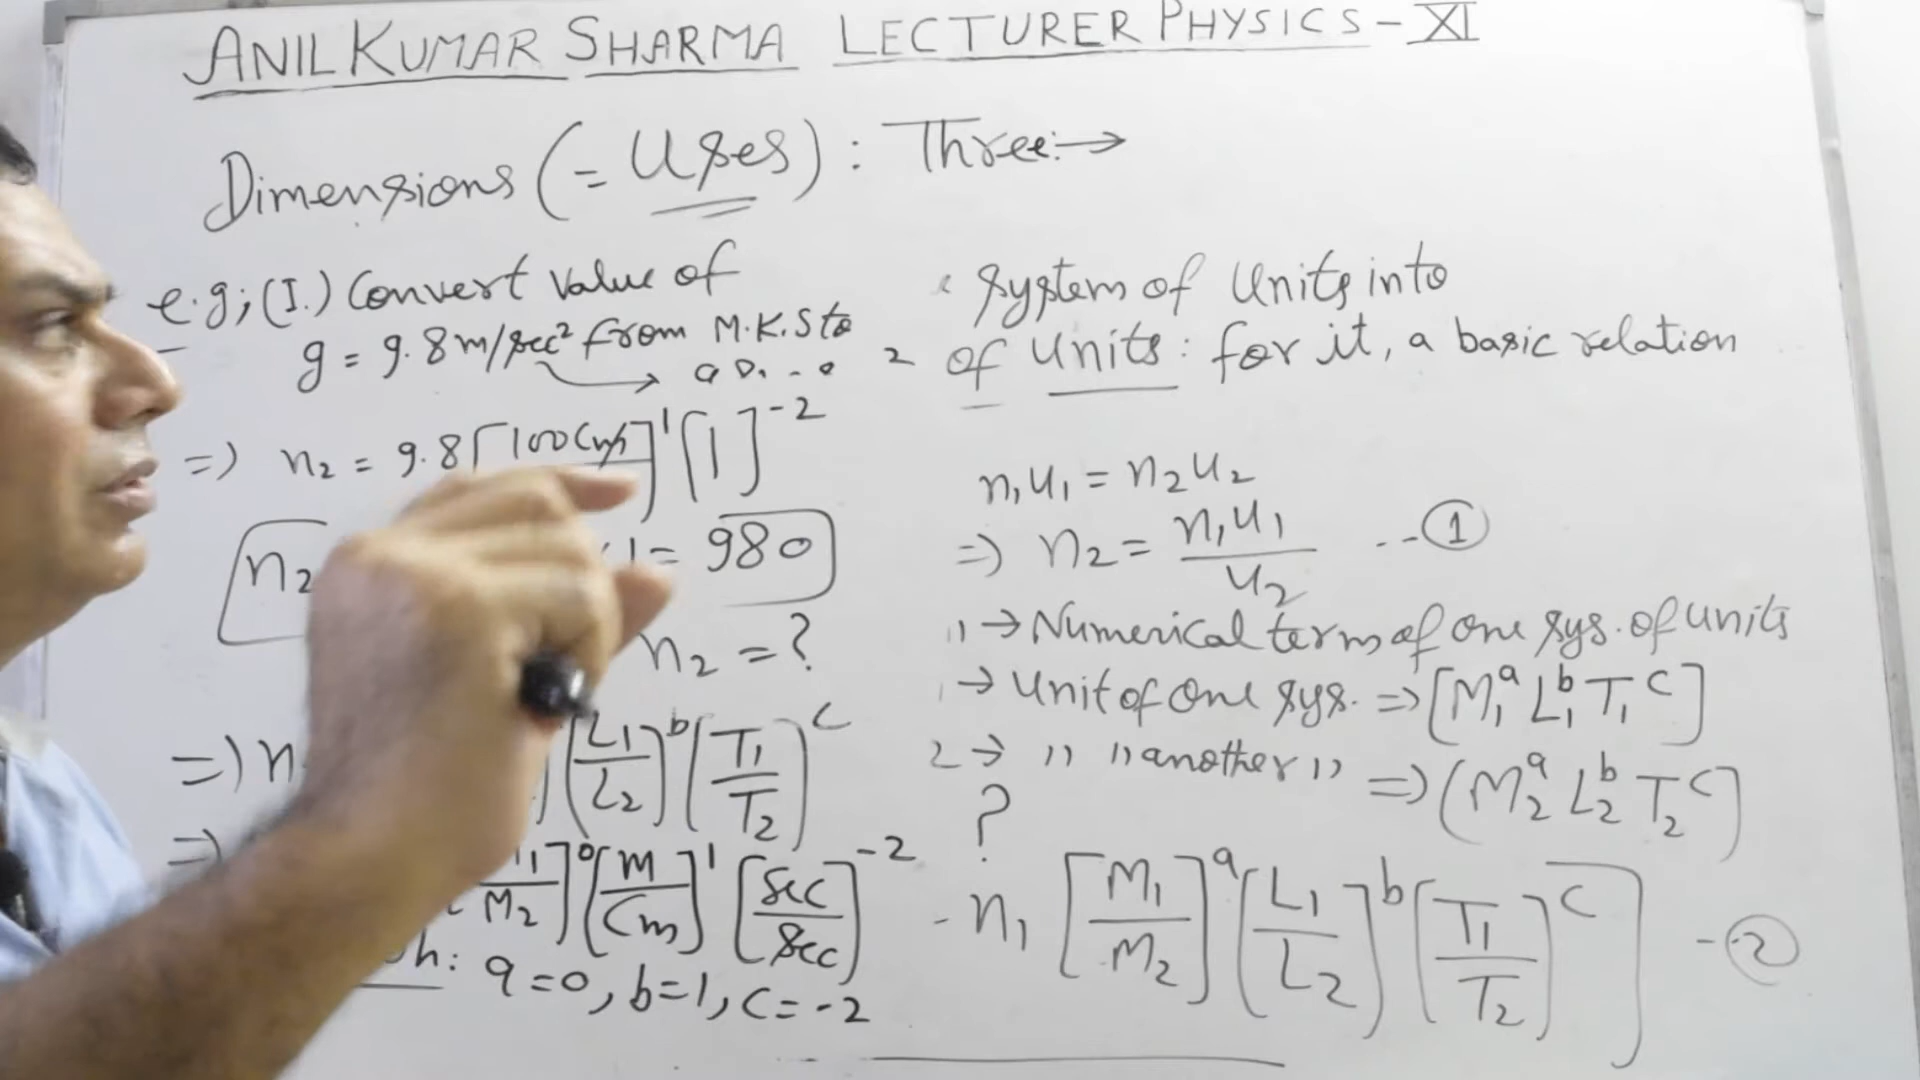 ANIL KUMAR SHARMA LECTURER PHYSICS - XI
Dimensions (= Uses) : Three :→
e.g; (I.) Convert Value of
g = 9.8 m/sec² from M.K.S to
=> n₂ = 9.8 [100 Cm]¹ [1]⁻²
n₂ 1 = 980
n₂ = ?
=> n [L₁/L₂]ᵇ [T₁/T₂]ᶜ
=> [M₁/M₂]⁰ [m/Cm]¹ [Sec/Sec]⁻²
h: a=0, b=1, c=-2
System of Units into
2 of Units : for it, a basic relation
n₁u₁ = n₂u₂
=> n₂ = n₁u₁/u₂ -- ①
→ Numerical term of one sys. of units
→ Unit of one sys. => [M₁ᵃ L₁ᵇ T₁ᶜ]
2 → '' '' another '' => (M₂ᵃ L₂ᵇ T₂ᶜ]
?
- n₁ [M₁/M₂]ᵃ [L₁/L₂]ᵇ [T₁/T₂]ᶜ - ②